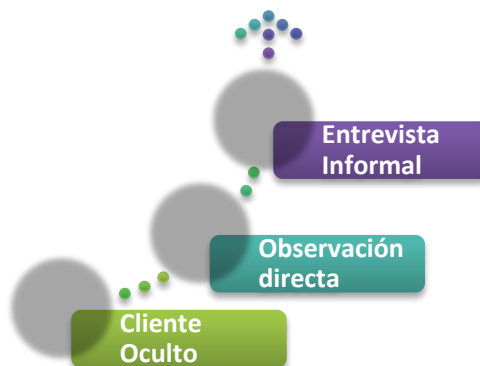 Entrevista
Informal
Observación
directa
Cliente
Oculto